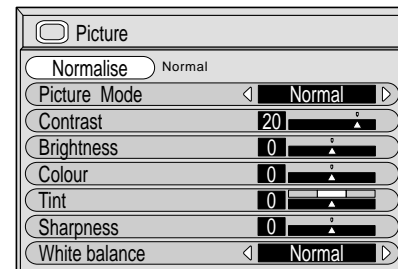 Picture
Normalise Normal
Picture Mode Normal
Contrast 20
Brightness 0
Colour 0
Tint 0
Sharpness 0
White balance Normal